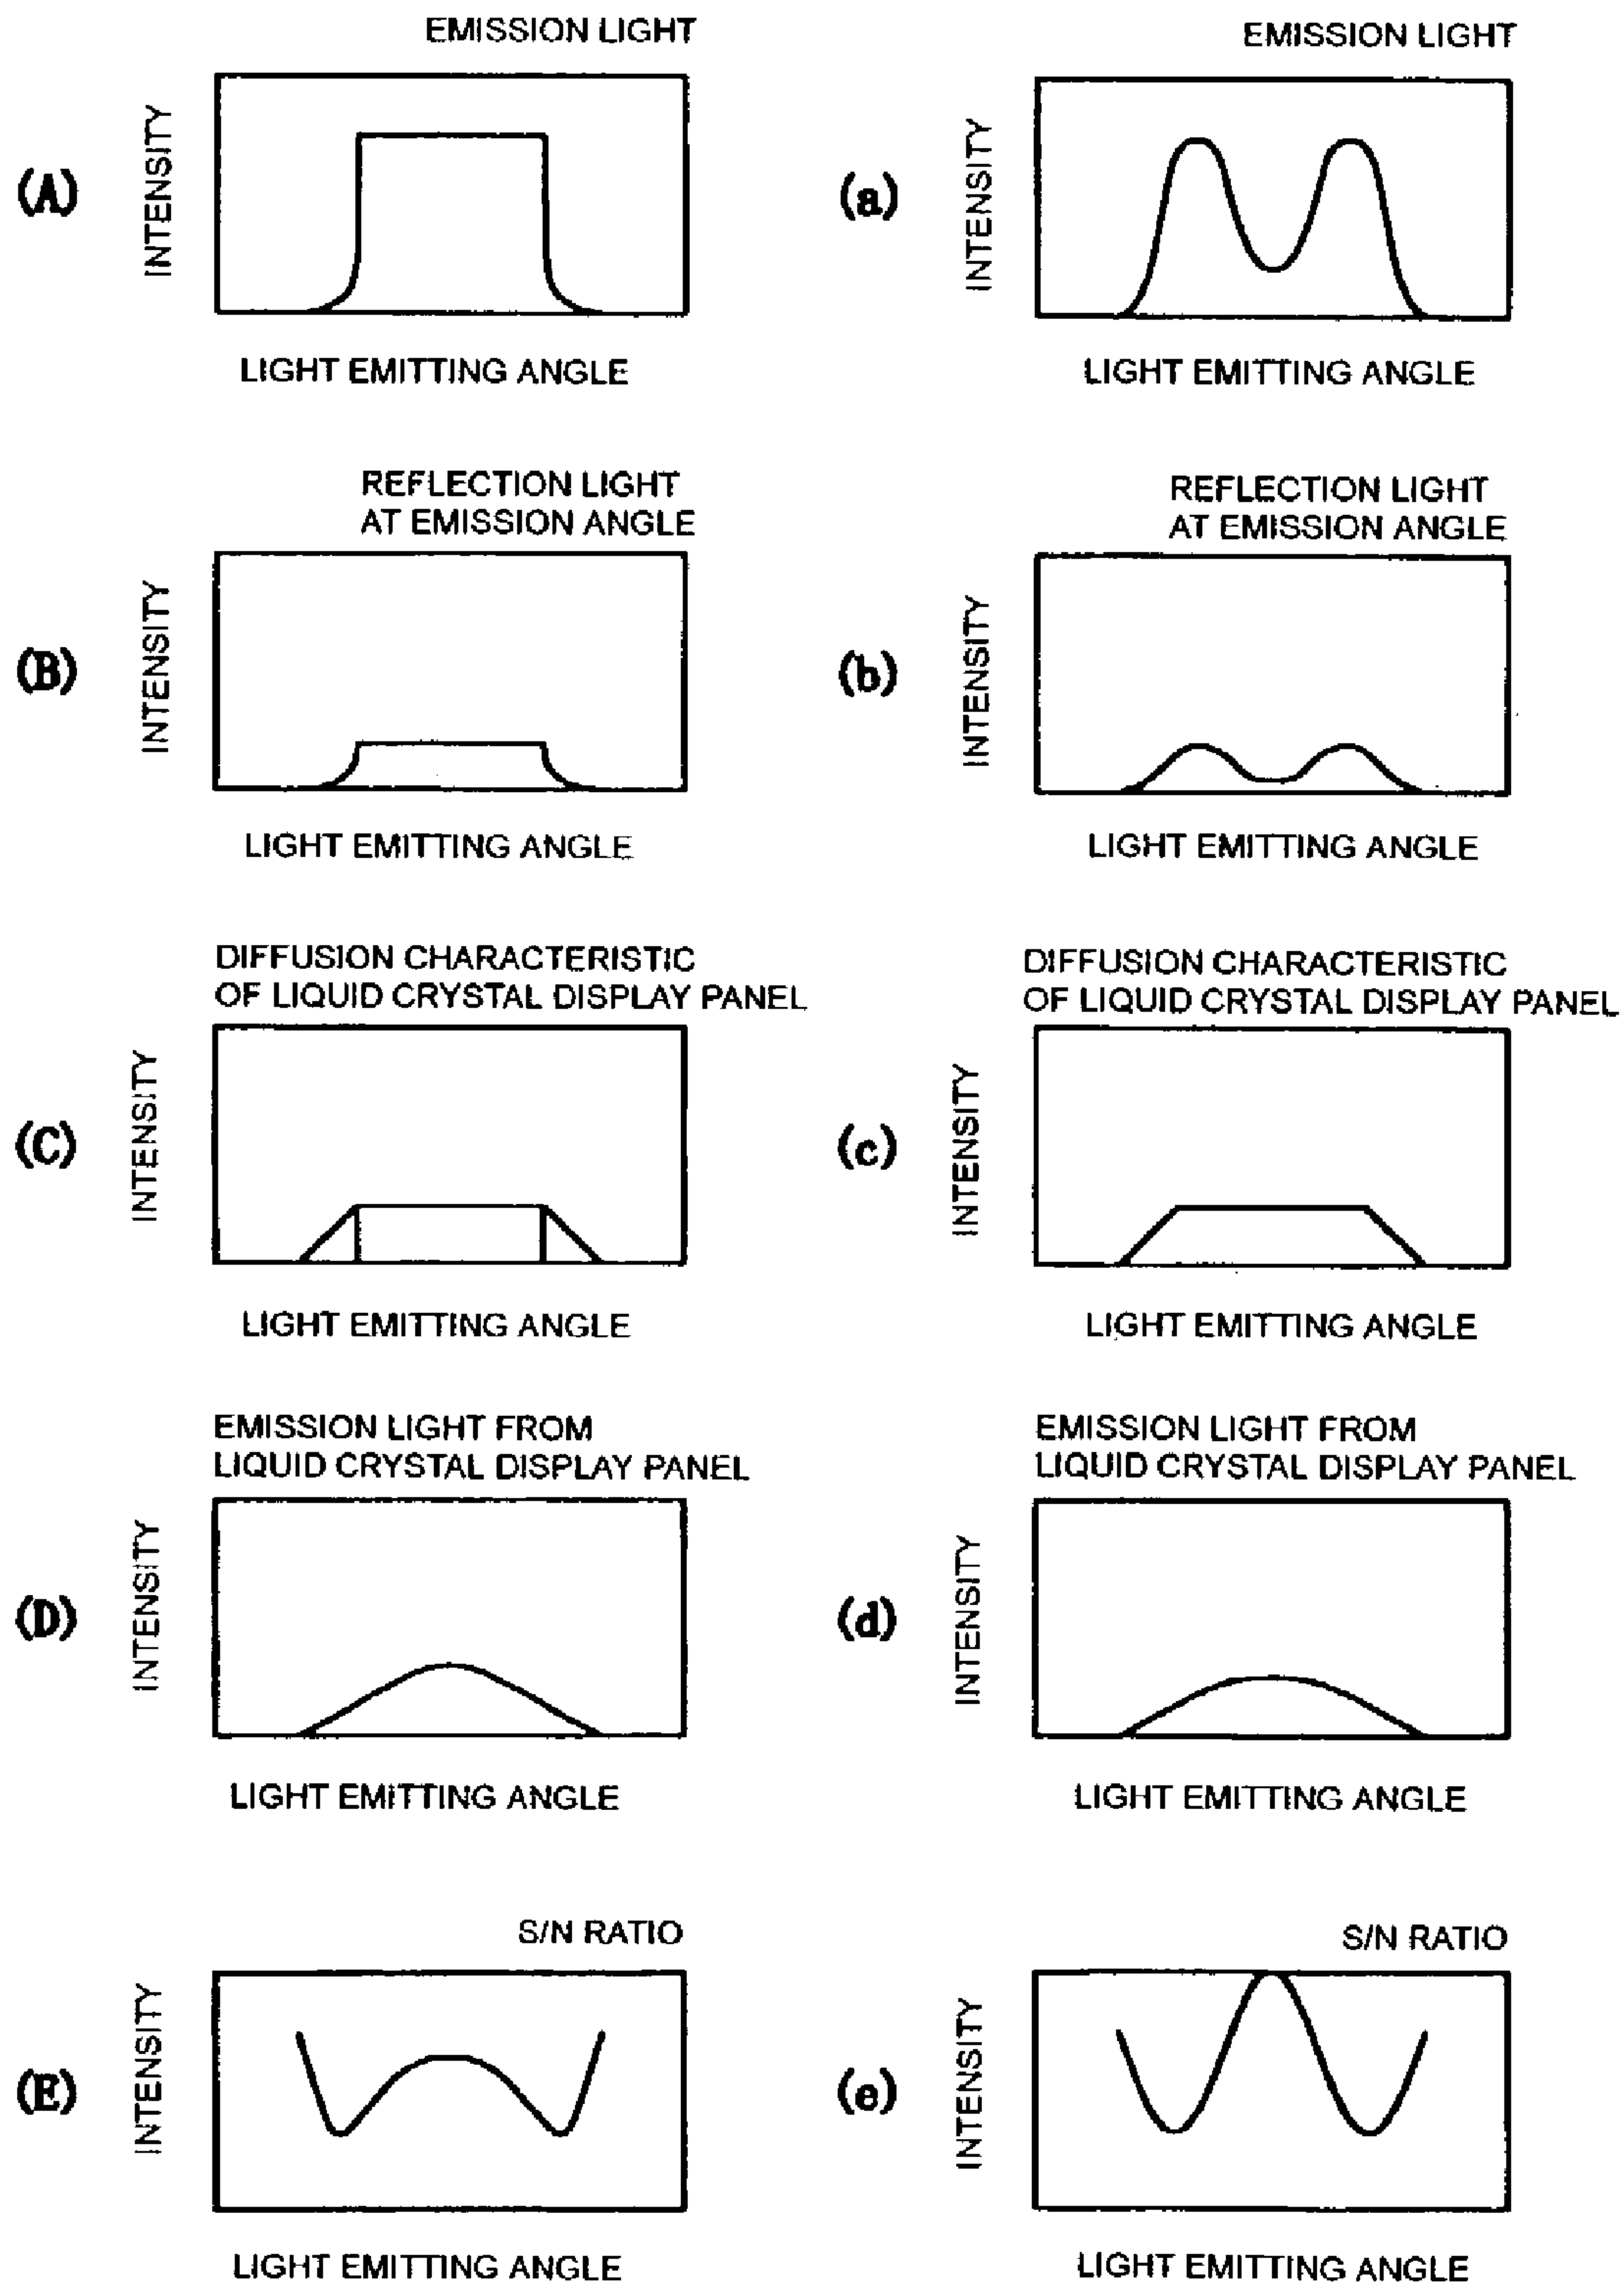 EMISSION LIGHT
(A)
INTENSITY
LIGHT EMITTING ANGLE
EMISSION LIGHT
(a)
INTENSITY
LIGHT EMITTING ANGLE
REFLECTION LIGHT
AT EMISSION ANGLE
(B)
INTENSITY
LIGHT EMITTING ANGLE
REFLECTION LIGHT
AT EMISSION ANGLE
(b)
INTENSITY
LIGHT EMITTING ANGLE
DIFFUSION CHARACTERISTIC
OF LIQUID CRYSTAL DISPLAY PANEL
(C)
INTENSITY
LIGHT EMITTING ANGLE
DIFFUSION CHARACTERISTIC
OF LIQUID CRYSTAL DISPLAY PANEL
(c)
INTENSITY
LIGHT EMITTING ANGLE
EMISSION LIGHT FROM
LIQUID CRYSTAL DISPLAY PANEL
(D)
INTENSITY
LIGHT EMITTING ANGLE
EMISSION LIGHT FROM
LIQUID CRYSTAL DISPLAY PANEL
(d)
INTENSITY
LIGHT EMITTING ANGLE
S/N RATIO
(E)
INTENSITY
LIGHT EMITTING ANGLE
S/N RATIO
(e)
INTENSITY
LIGHT EMITTING ANGLE